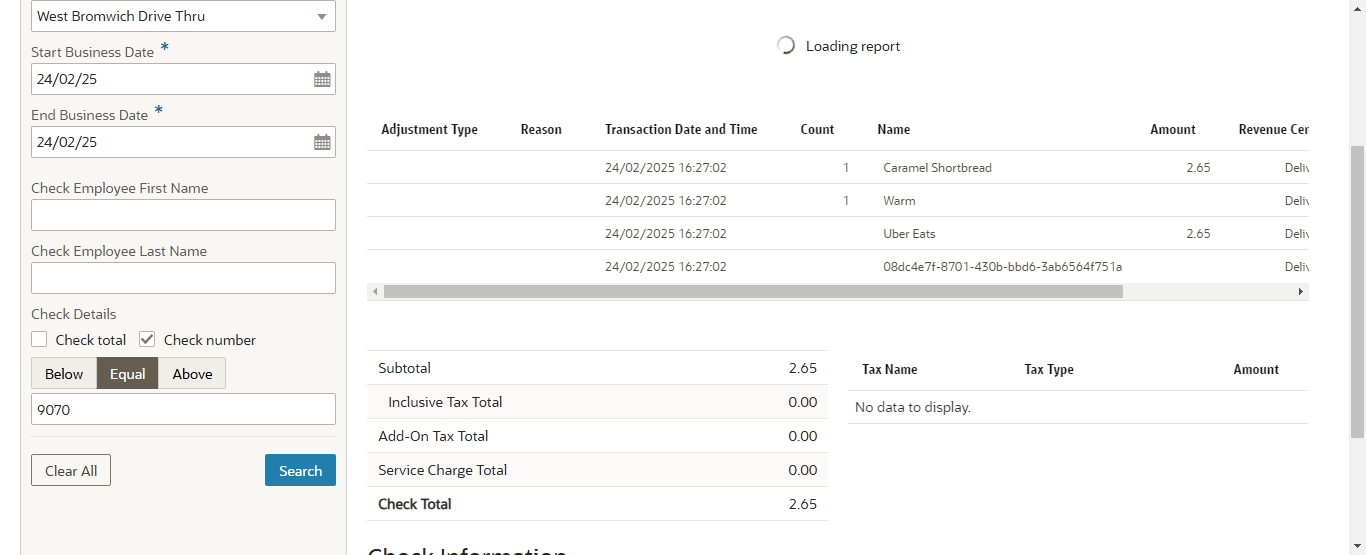 West Bromwich Drive Thru
Start Business Date *
24/02/25
End Business Date *
24/02/25
Check Employee First Name
Check Employee Last Name
Check Details
Check total Check number
Below Equal Above
9070
Clear All Search
Loading report
Adjustment Type Reason Transaction Date and Time Count Name Amount Revenue Cer
24/02/2025 16:27:02 1 Caramel Shortbread 2.65 Deliv
24/02/2025 16:27:02 1 Warm Deliv
24/02/2025 16:27:02 Uber Eats 2.65 Deliv
24/02/2025 16:27:02 08dc4e7f-8701-430b-bbd6-3ab6564f751a Deliv
Subtotal 2.65
Inclusive Tax Total 0.00
Add-On Tax Total 0.00
Service Charge Total 0.00
Check Total 2.65
Tax Name Tax Type Amount
No data to display.
Check Information